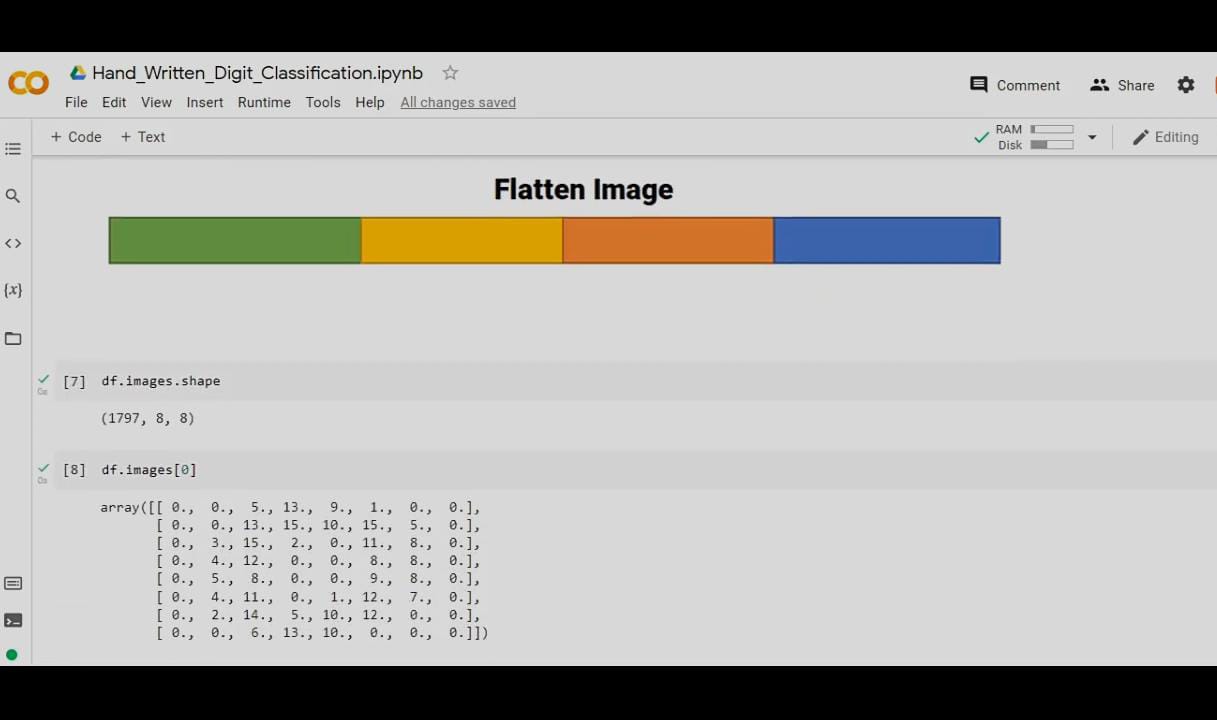 Hand_Written_Digit_Classification.ipynb
File Edit View Insert Runtime Tools Help All changes saved
Comment Share
+ Code + Text
RAM
Disk
Editing
Flatten Image
[7] df.images.shape
0s
(1797, 8, 8)
[8] df.images[0]
0s
array([[ 0., 0., 5., 13., 9., 1., 0., 0.],
[ 0., 0., 13., 15., 10., 15., 5., 0.],
[ 0., 3., 15., 2., 0., 11., 8., 0.],
[ 0., 4., 12., 0., 0., 8., 8., 0.],
[ 0., 5., 8., 0., 0., 9., 8., 0.],
[ 0., 4., 11., 0., 1., 12., 7., 0.],
[ 0., 2., 14., 5., 10., 12., 0., 0.],
[ 0., 0., 6., 13., 10., 0., 0., 0.]])